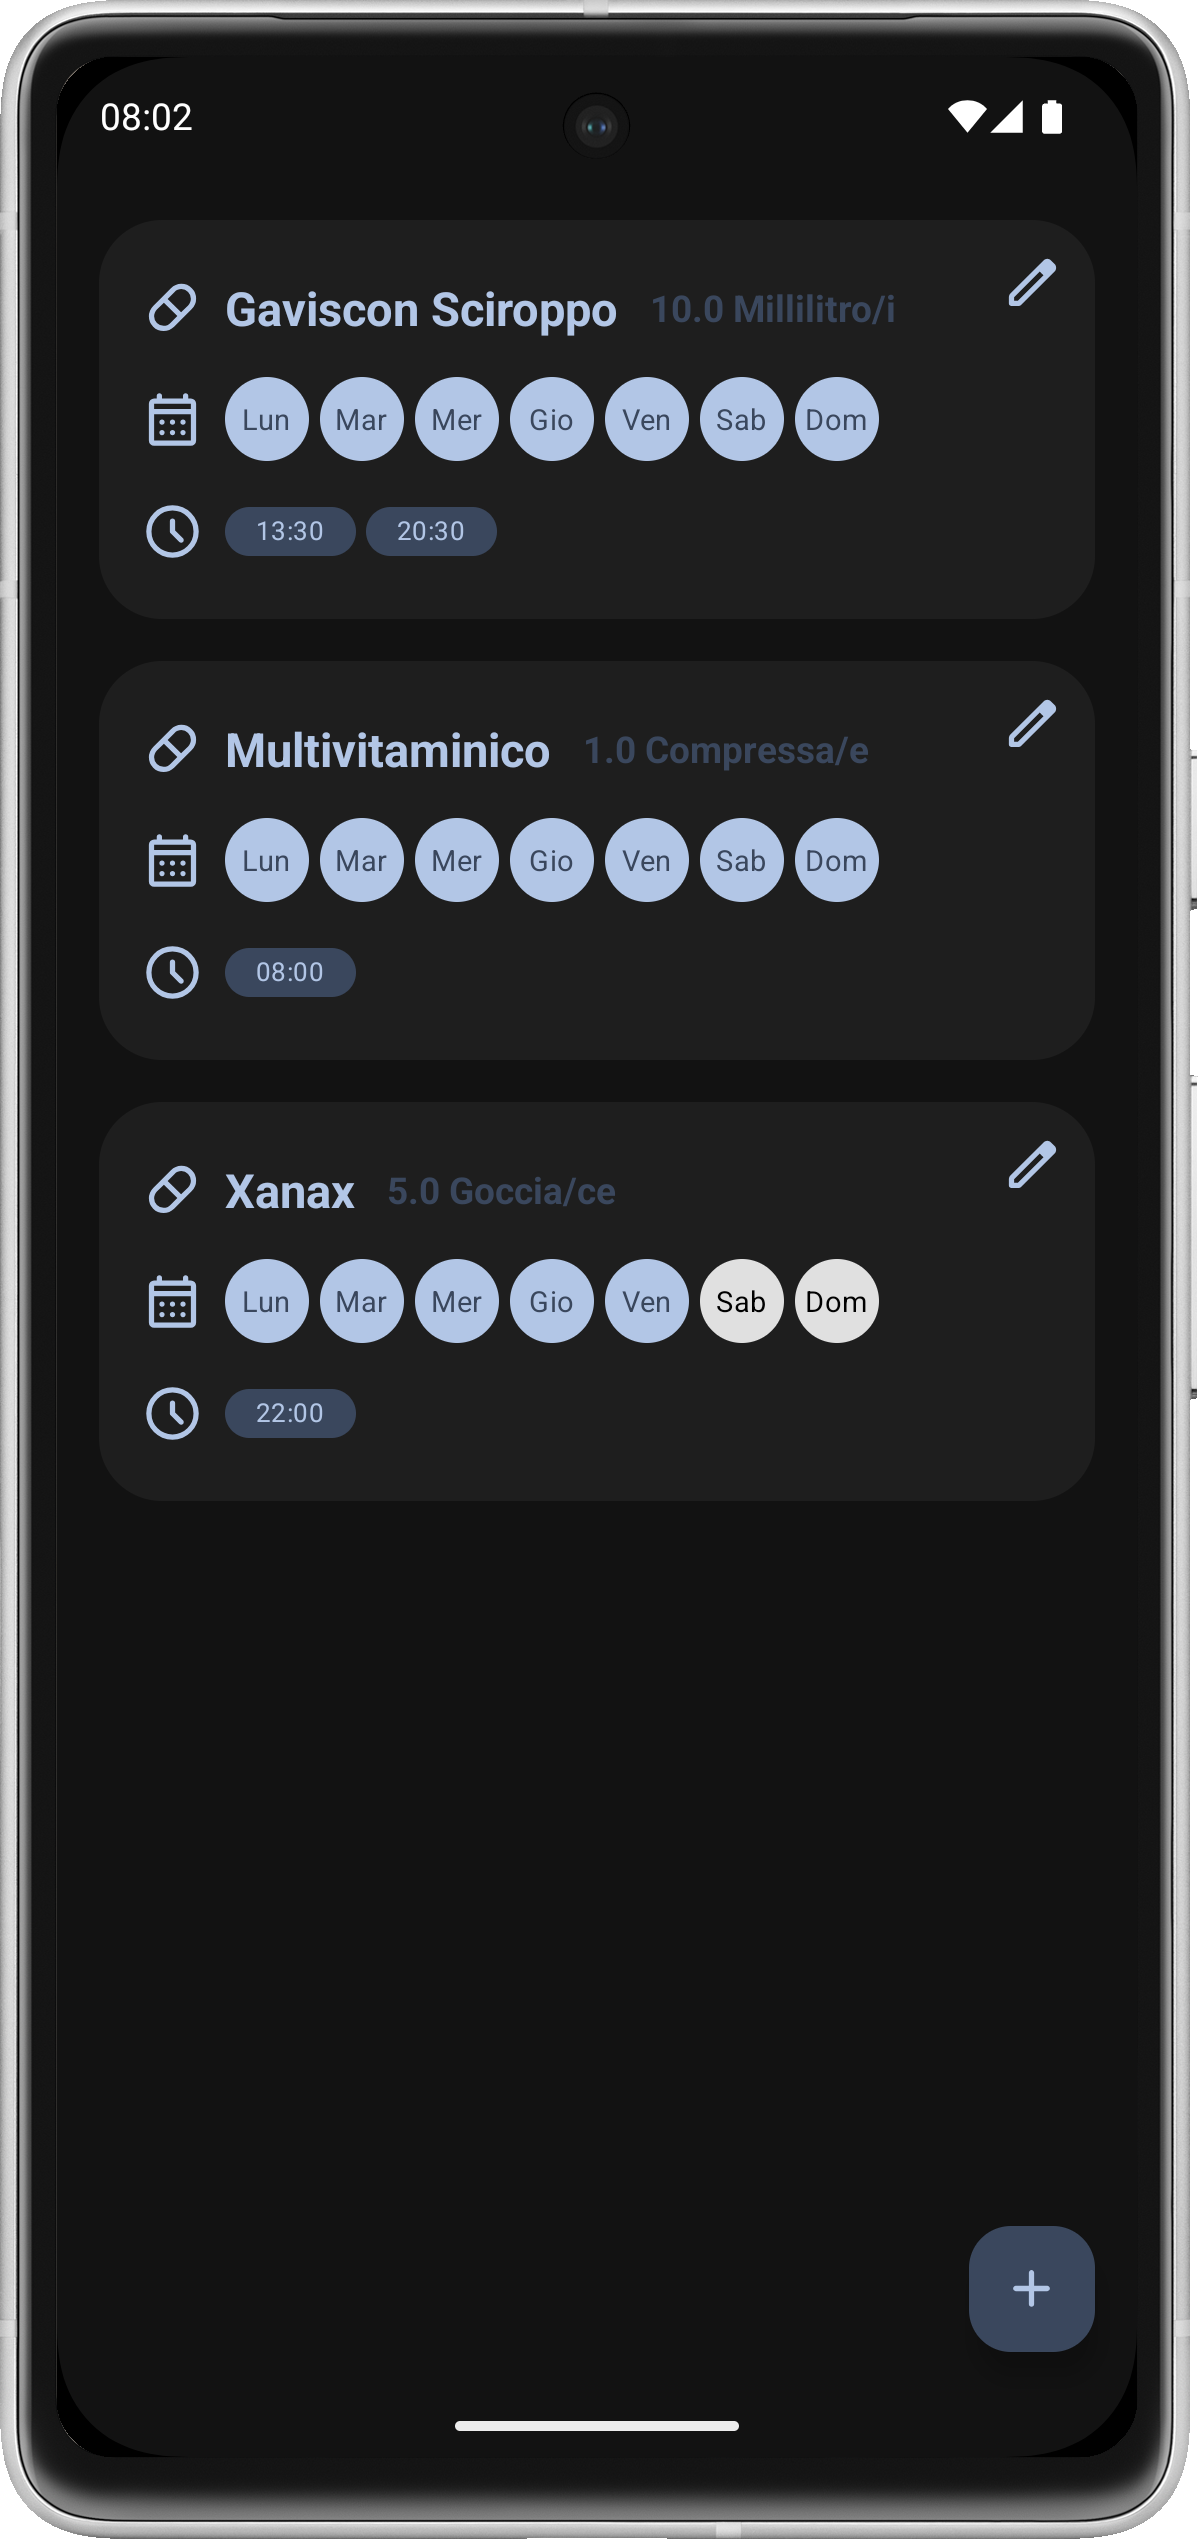 08:02
Gaviscon Sciroppo 10.0 Millilitro/i
Lun Mar Mer Gio Ven Sab Dom
13:30 20:30
Multivitaminico 1.0 Compressa/e
Lun Mar Mer Gio Ven Sab Dom
08:00
Xanax 5.0 Goccia/ce
Lun Mar Mer Gio Ven Sab Dom
22:00